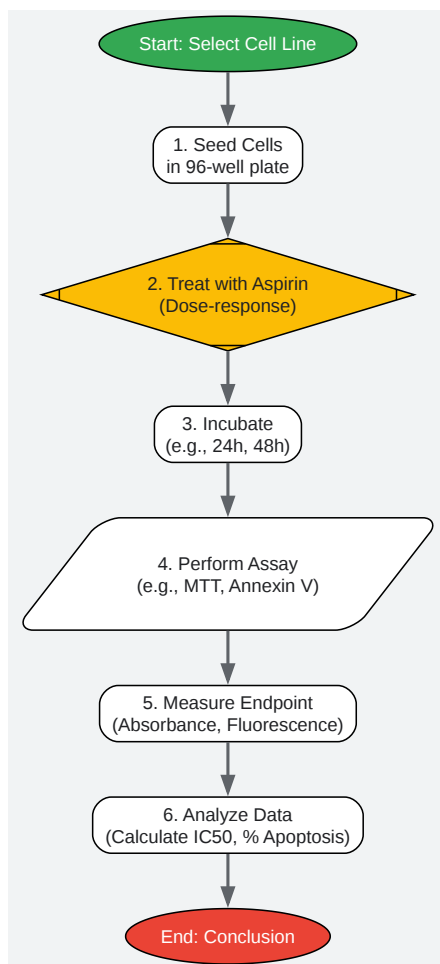 Start: Select Cell Line
1. Seed Cells
in 96-well plate
2. Treat with Aspirin
(Dose-response)
3. Incubate
(e.g., 24h, 48h)
4. Perform Assay
(e.g., MTT, Annexin V)
5. Measure Endpoint
(Absorbance, Fluorescence)
6. Analyze Data
(Calculate IC50, % Apoptosis)
End: Conclusion